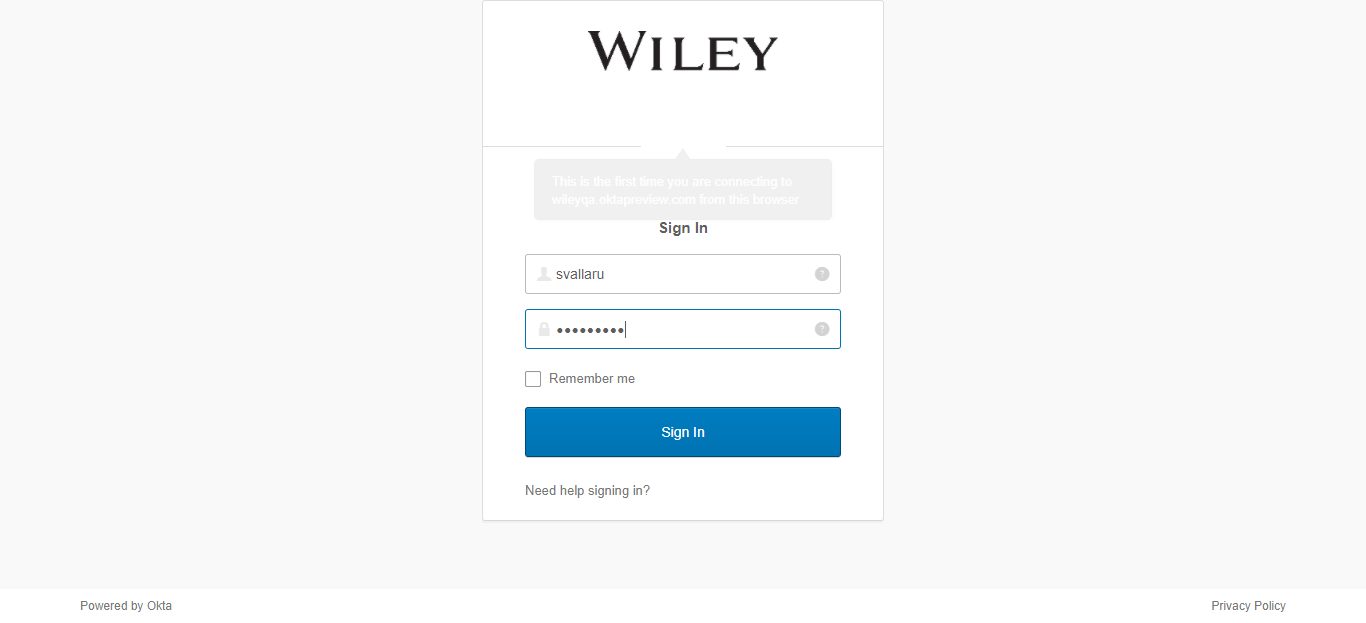 WILEY
This is the first time you are connecting to
wileyqa.oktapreview.com from this browser
Sign In
svallaru
?
•••••••••
?
Remember me
Sign In
Need help signing in?
Powered by Okta
Privacy Policy